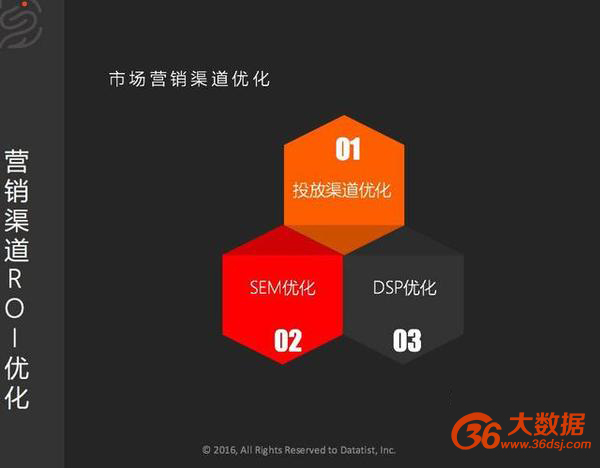 营销渠道ROI优化
市场营销渠道优化
01
投放渠道优化
SEM优化
02
DSP优化
03
© 2016, All Rights Reserved to Datatist, Inc.
36大数据
www.36dsj.com